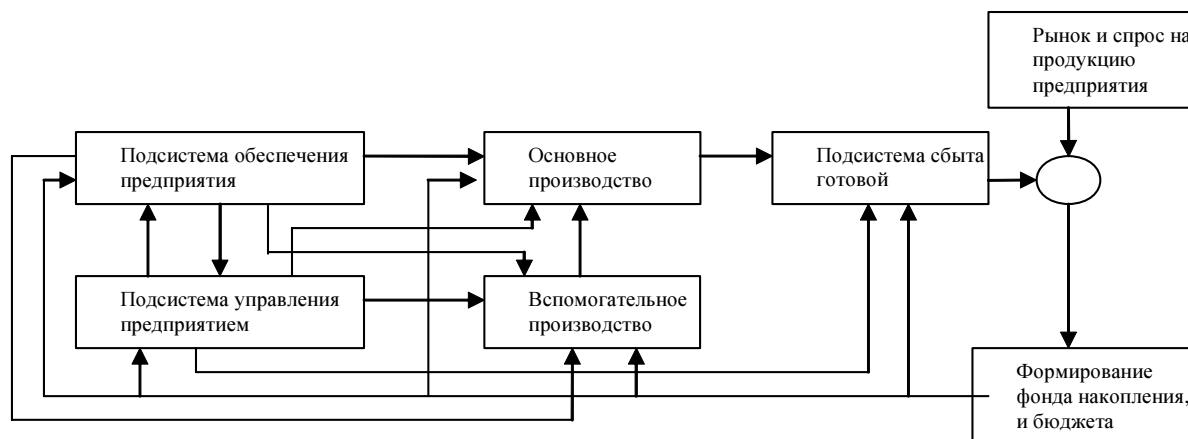 Рынок и спрос на
продукцию
предприятия
Подсистема обеспечения
предприятия
Основное
производство
Подсистема сбыта
готовой
Подсистема управления
предприятием
Вспомогательное
производство
Формирование
фонда накопления,
и бюджета